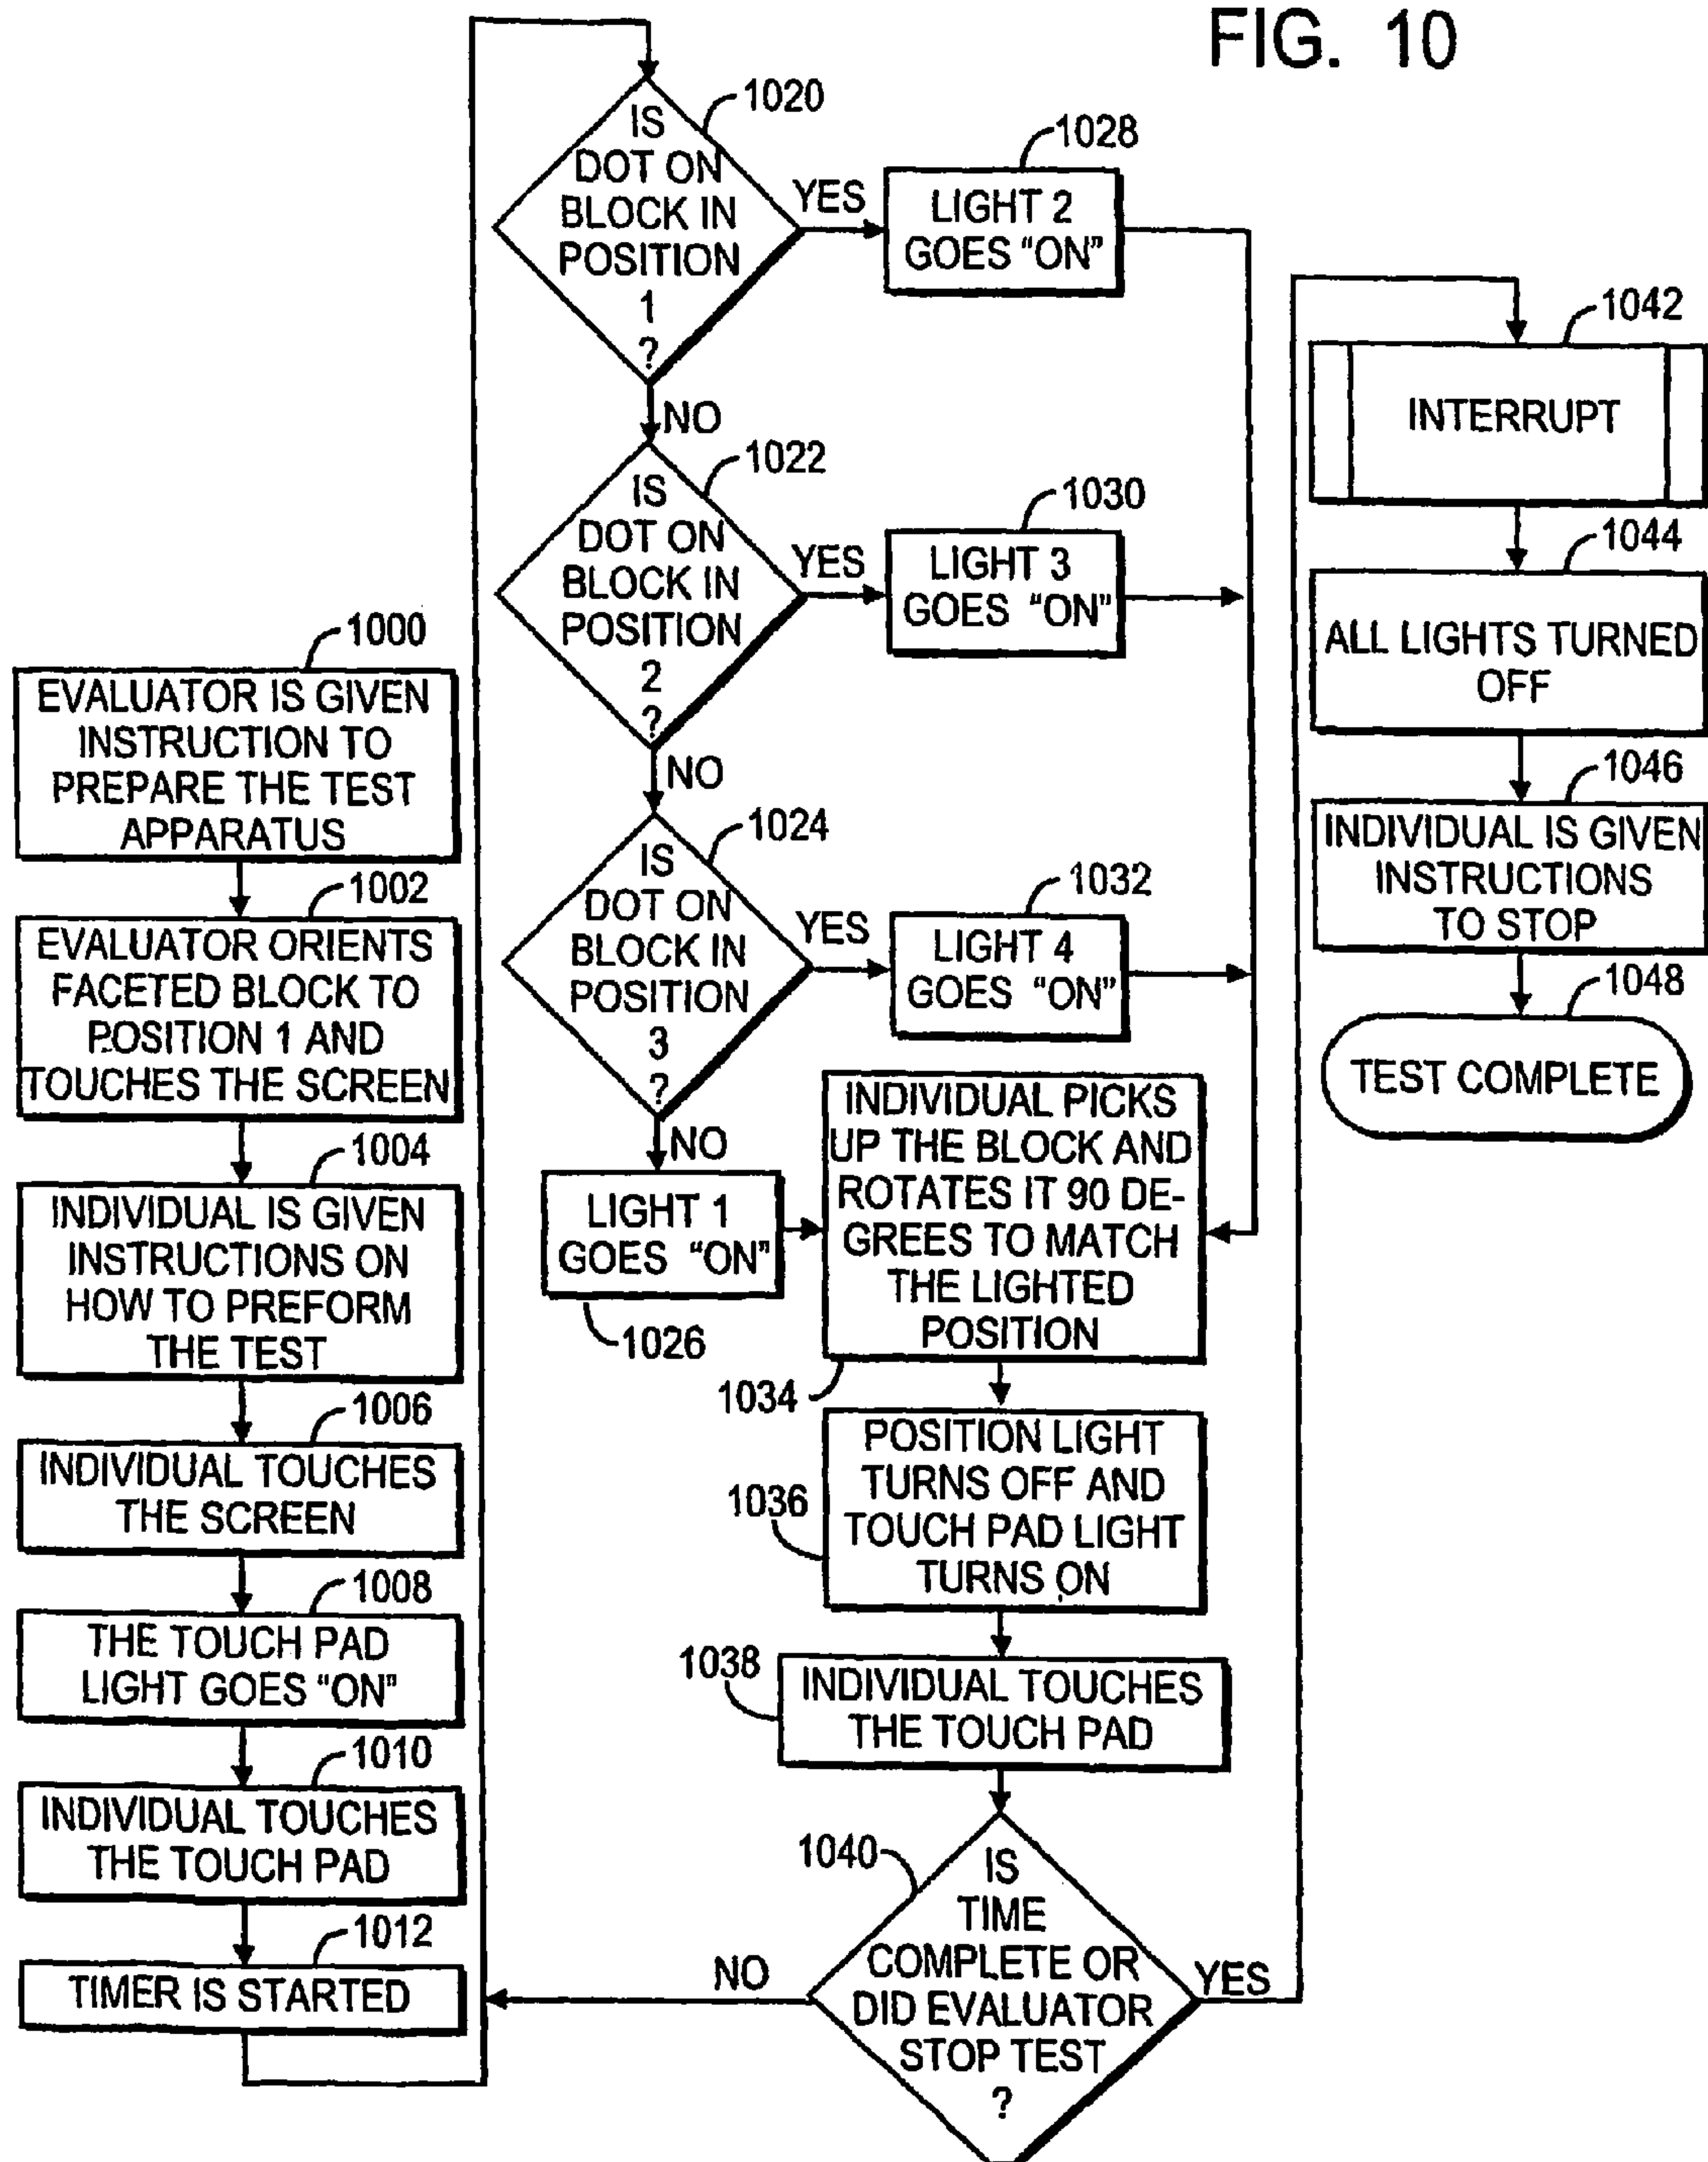 FIG. 10
1000
EVALUATOR IS GIVEN
INSTRUCTION TO
PREPARE THE TEST
APPARATUS
1002
EVALUATOR ORIENTS
FACETED BLOCK TO
POSITION 1 AND
TOUCHES THE SCREEN
1004
INDIVIDUAL IS GIVEN
INSTRUCTIONS ON
HOW TO PREFORM
THE TEST
1006
INDIVIDUAL TOUCHES
THE SCREEN
1008
THE TOUCH PAD
LIGHT GOES “ON”
1010
INDIVIDUAL TOUCHES
THE TOUCH PAD
1012
TIMER IS STARTED
1020
IS
DOT ON
BLOCK IN
POSITION
1
?
YES
1028
LIGHT 2
GOES “ON”
NO
1022
IS
DOT ON
BLOCK IN
POSITION
2
?
YES
1030
LIGHT 3
GOES “ON”
NO
1024
IS
DOT ON
BLOCK IN
POSITION
3
?
YES
1032
LIGHT 4
GOES “ON”
NO
LIGHT 1
GOES “ON”
1026
INDIVIDUAL PICKS
UP THE BLOCK AND
ROTATES IT 90 DE-
GREES TO MATCH
THE LIGHTED
POSITION
1034
POSITION LIGHT
TURNS OFF AND
TOUCH PAD LIGHT
TURNS ON
1036
1038
INDIVIDUAL TOUCHES
THE TOUCH PAD
1040
IS
TIME
COMPLETE OR
DID EVALUATOR
STOP TEST
?
NO
YES
1042
INTERRUPT
1044
ALL LIGHTS TURNED
OFF
1046
INDIVIDUAL IS GIVEN
INSTRUCTIONS
TO STOP
1048
TEST COMPLETE